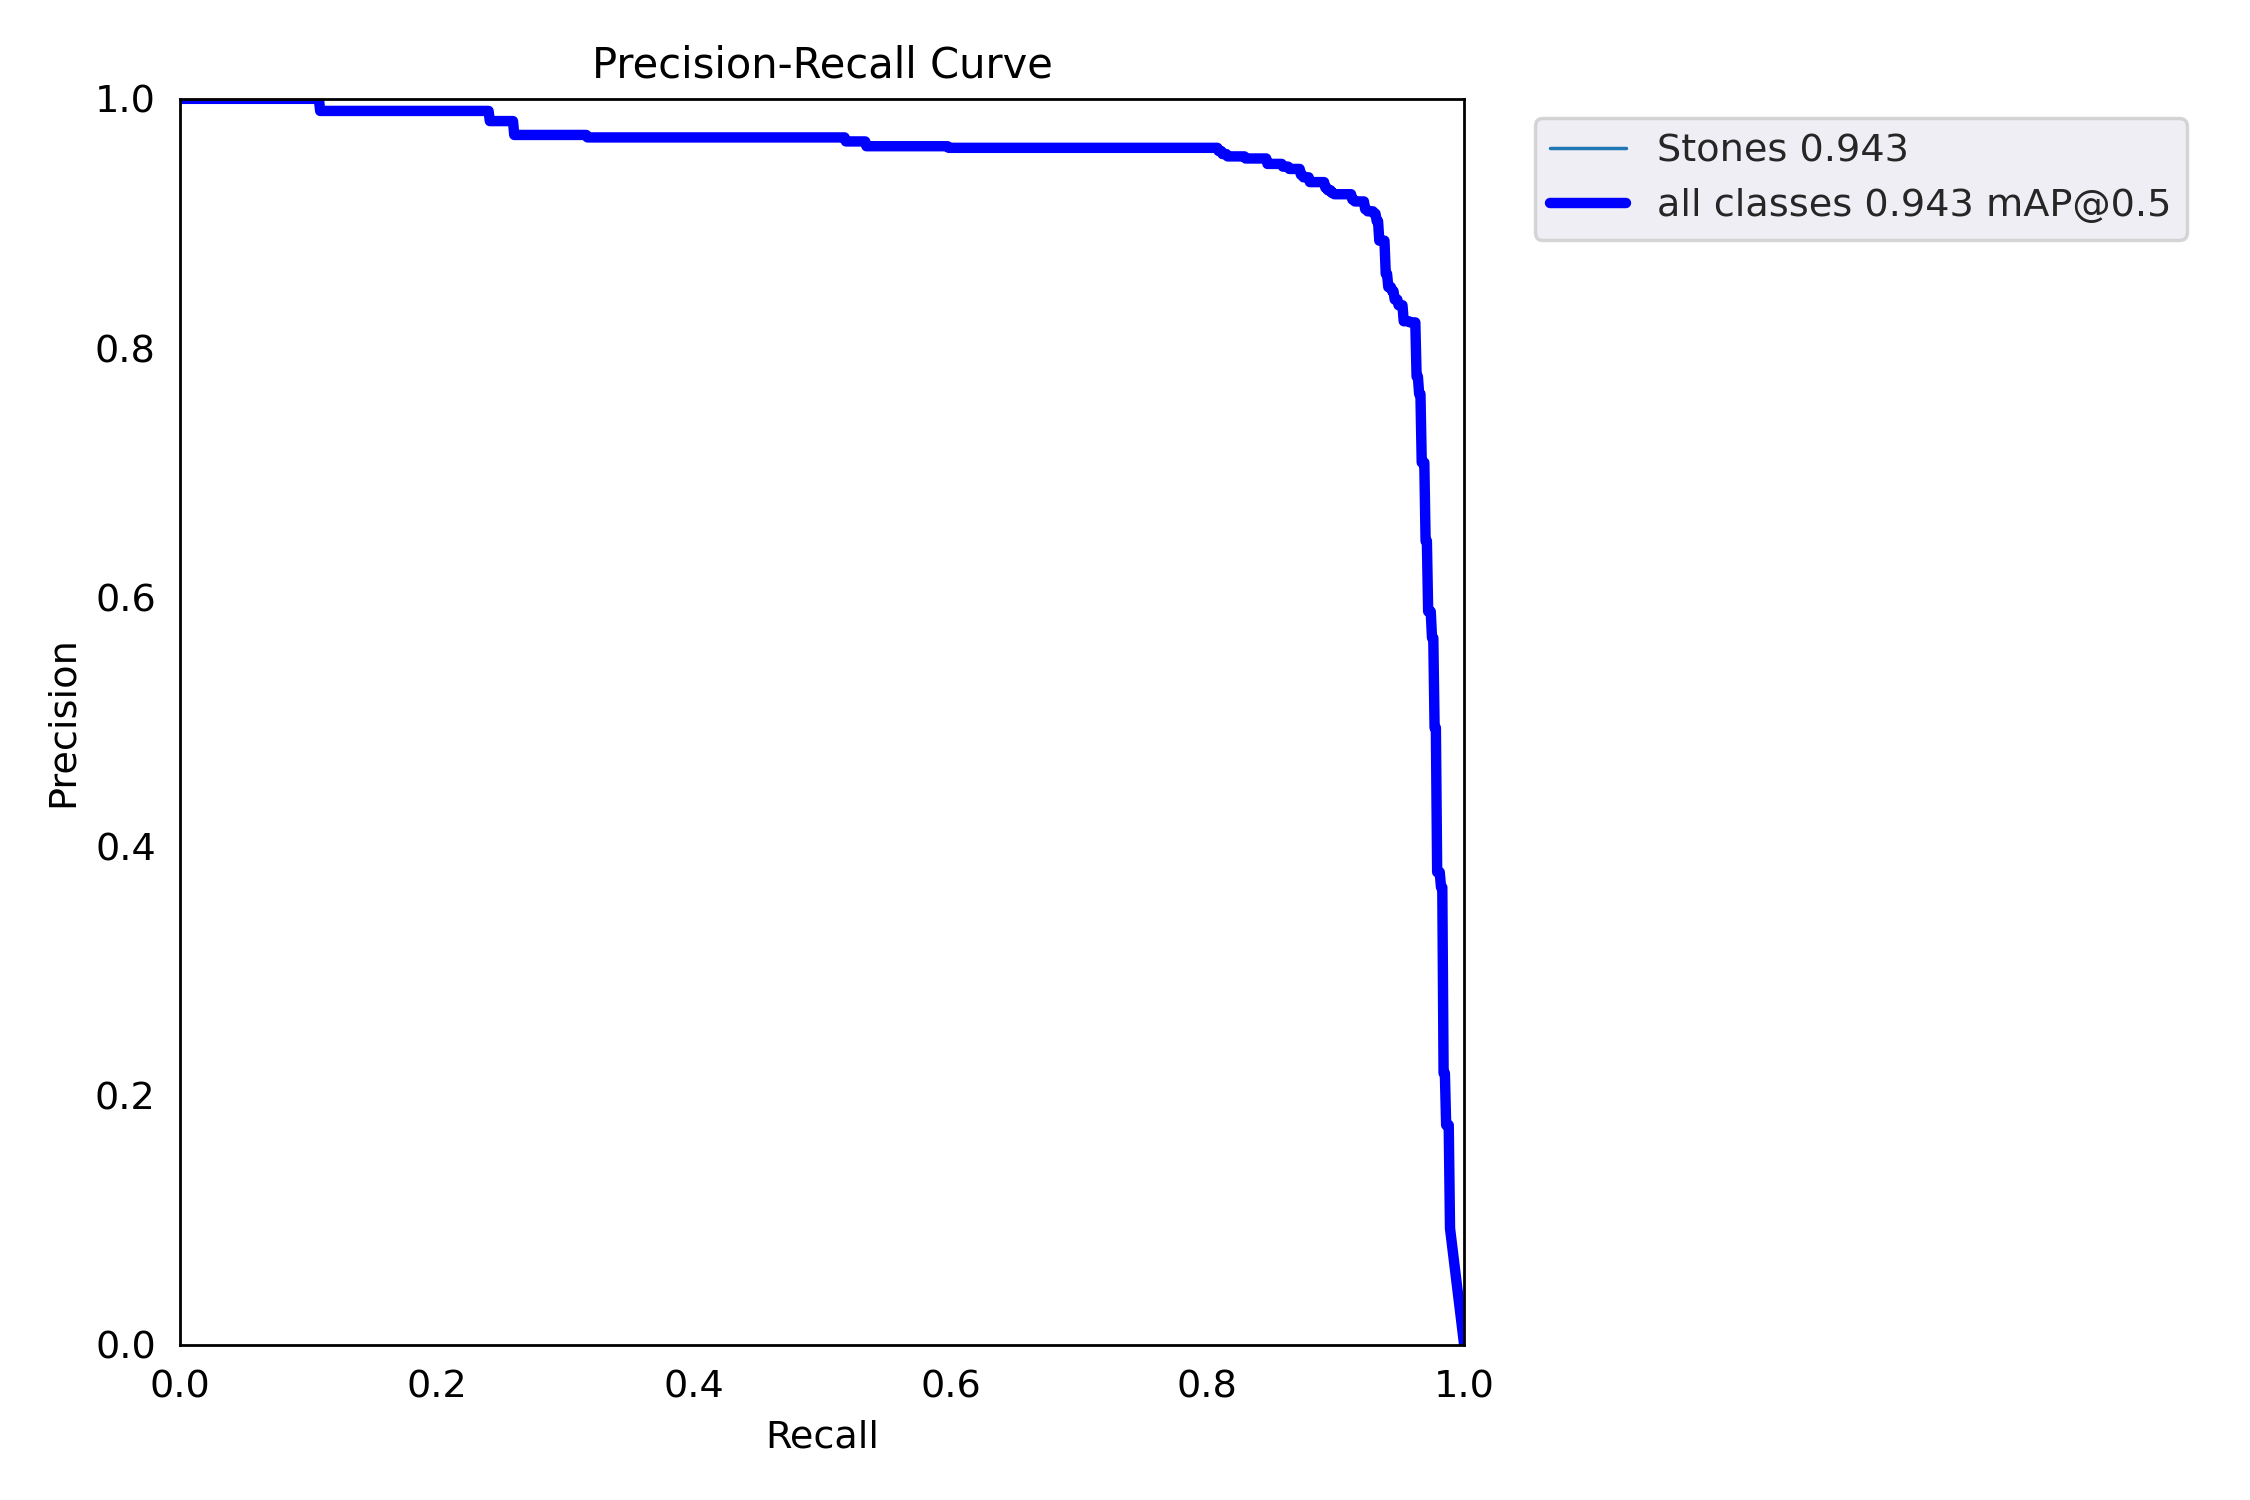 Precision-Recall Curve
1.0
0.8
0.6
0.4
0.2
0.0
Precision
0.0 0.2 0.4 0.6 0.8 1.0
Recall
Stones 0.943
all classes 0.943 mAP@0.5